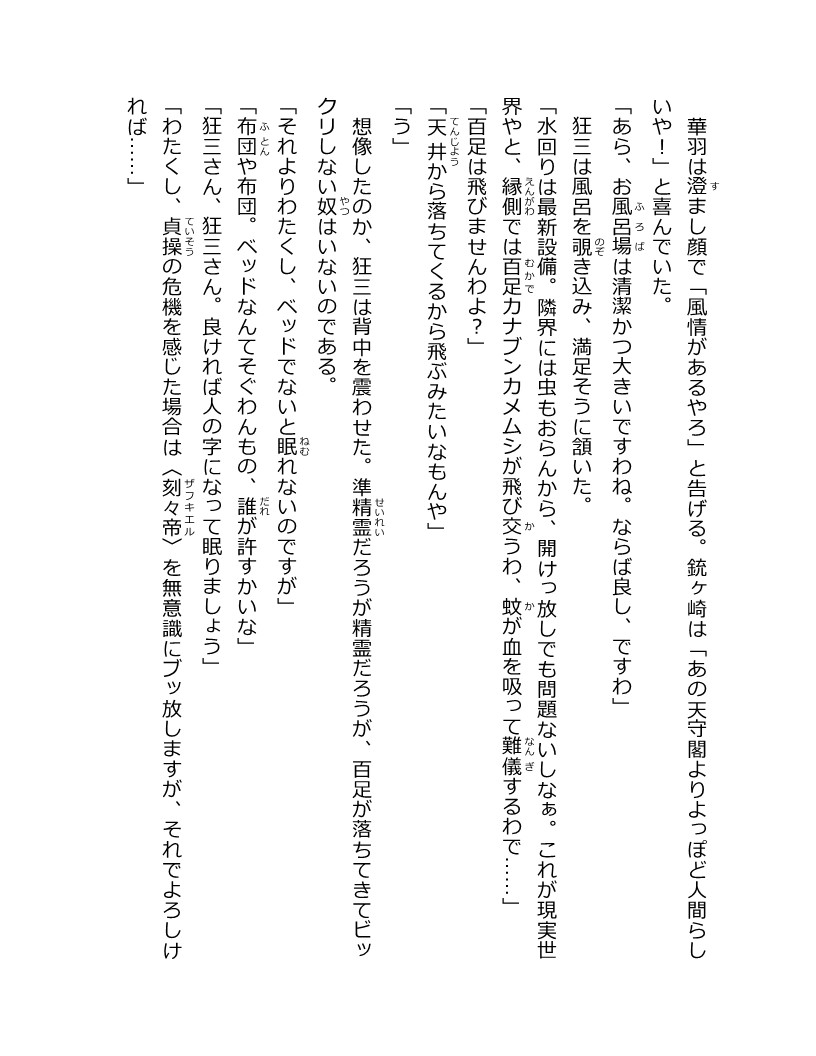 華羽は澄まし顔で「風情があるやろ」と告げる。銃ヶ崎は「あの天守閣よりよっぽど人間らし
いや！」と喜んでいた。
「あら、お風呂場は清潔かつ大きいですわね。ならば良し、ですわ」
狂三は風呂を覗き込み、満足そうに頷いた。
「水回りは最新設備。隣界には虫もおらんから、開けっ放しでも問題ないしなぁ。これが現実世
界やと、縁側では百足カナブンカメムシが飛び交うわ、蚊が血を吸って難儀するわで……」
「百足は飛びませんわよ？」
「天井から落ちてくるから飛ぶみたいなもんや」
「う」
想像したのか、狂三は背中を震わせた。準精霊だろうが精霊だろうが、百足が落ちてきてビッ
クリしない奴はいないのである。
「それよりわたくし、ベッドでないと眠れないのですが」
「布団や布団。ベッドなんてそぐわんもの、誰が許すかいな」
「狂三さん、狂三さん。良ければ人の字になって眠りましょう」
「わたくし、貞操の危機を感じた場合は〈刻々帝〉を無意識にブッ放しますが、それでよろしけ
れば……」